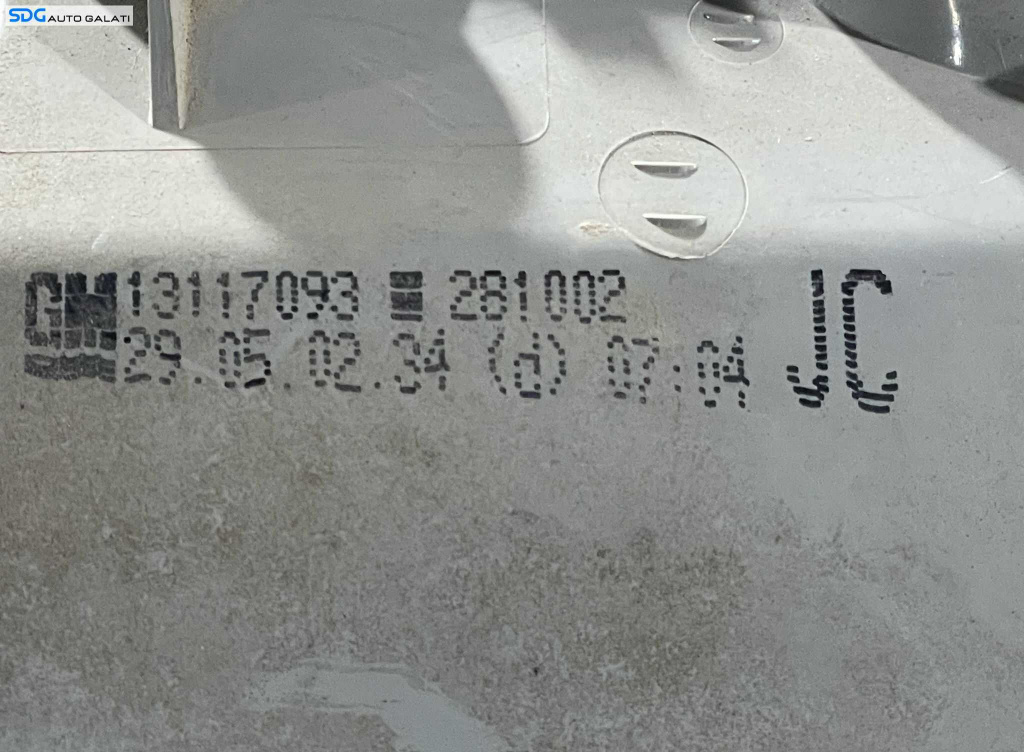 SDG AUTO GALATI
GM 13117093 281002 JC
29.05.02.34 (a) 07:04